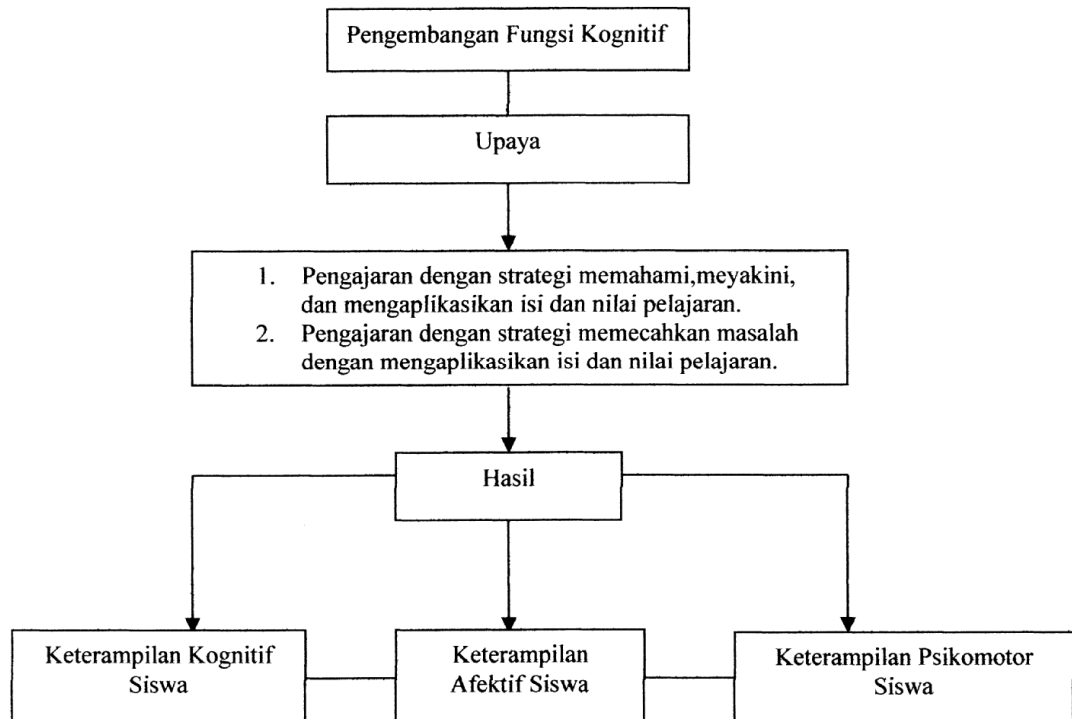 Pengembangan Fungsi Kognitif
Upaya
1. Pengajaran dengan strategi memahami,meyakini,
dan mengaplikasikan isi dan nilai pelajaran.
2. Pengajaran dengan strategi memecahkan masalah
dengan mengaplikasikan isi dan nilai pelajaran.
Hasil
Keterampilan Kognitif
Siswa
Keterampilan
Afektif Siswa
Keterampilan Psikomotor
Siswa